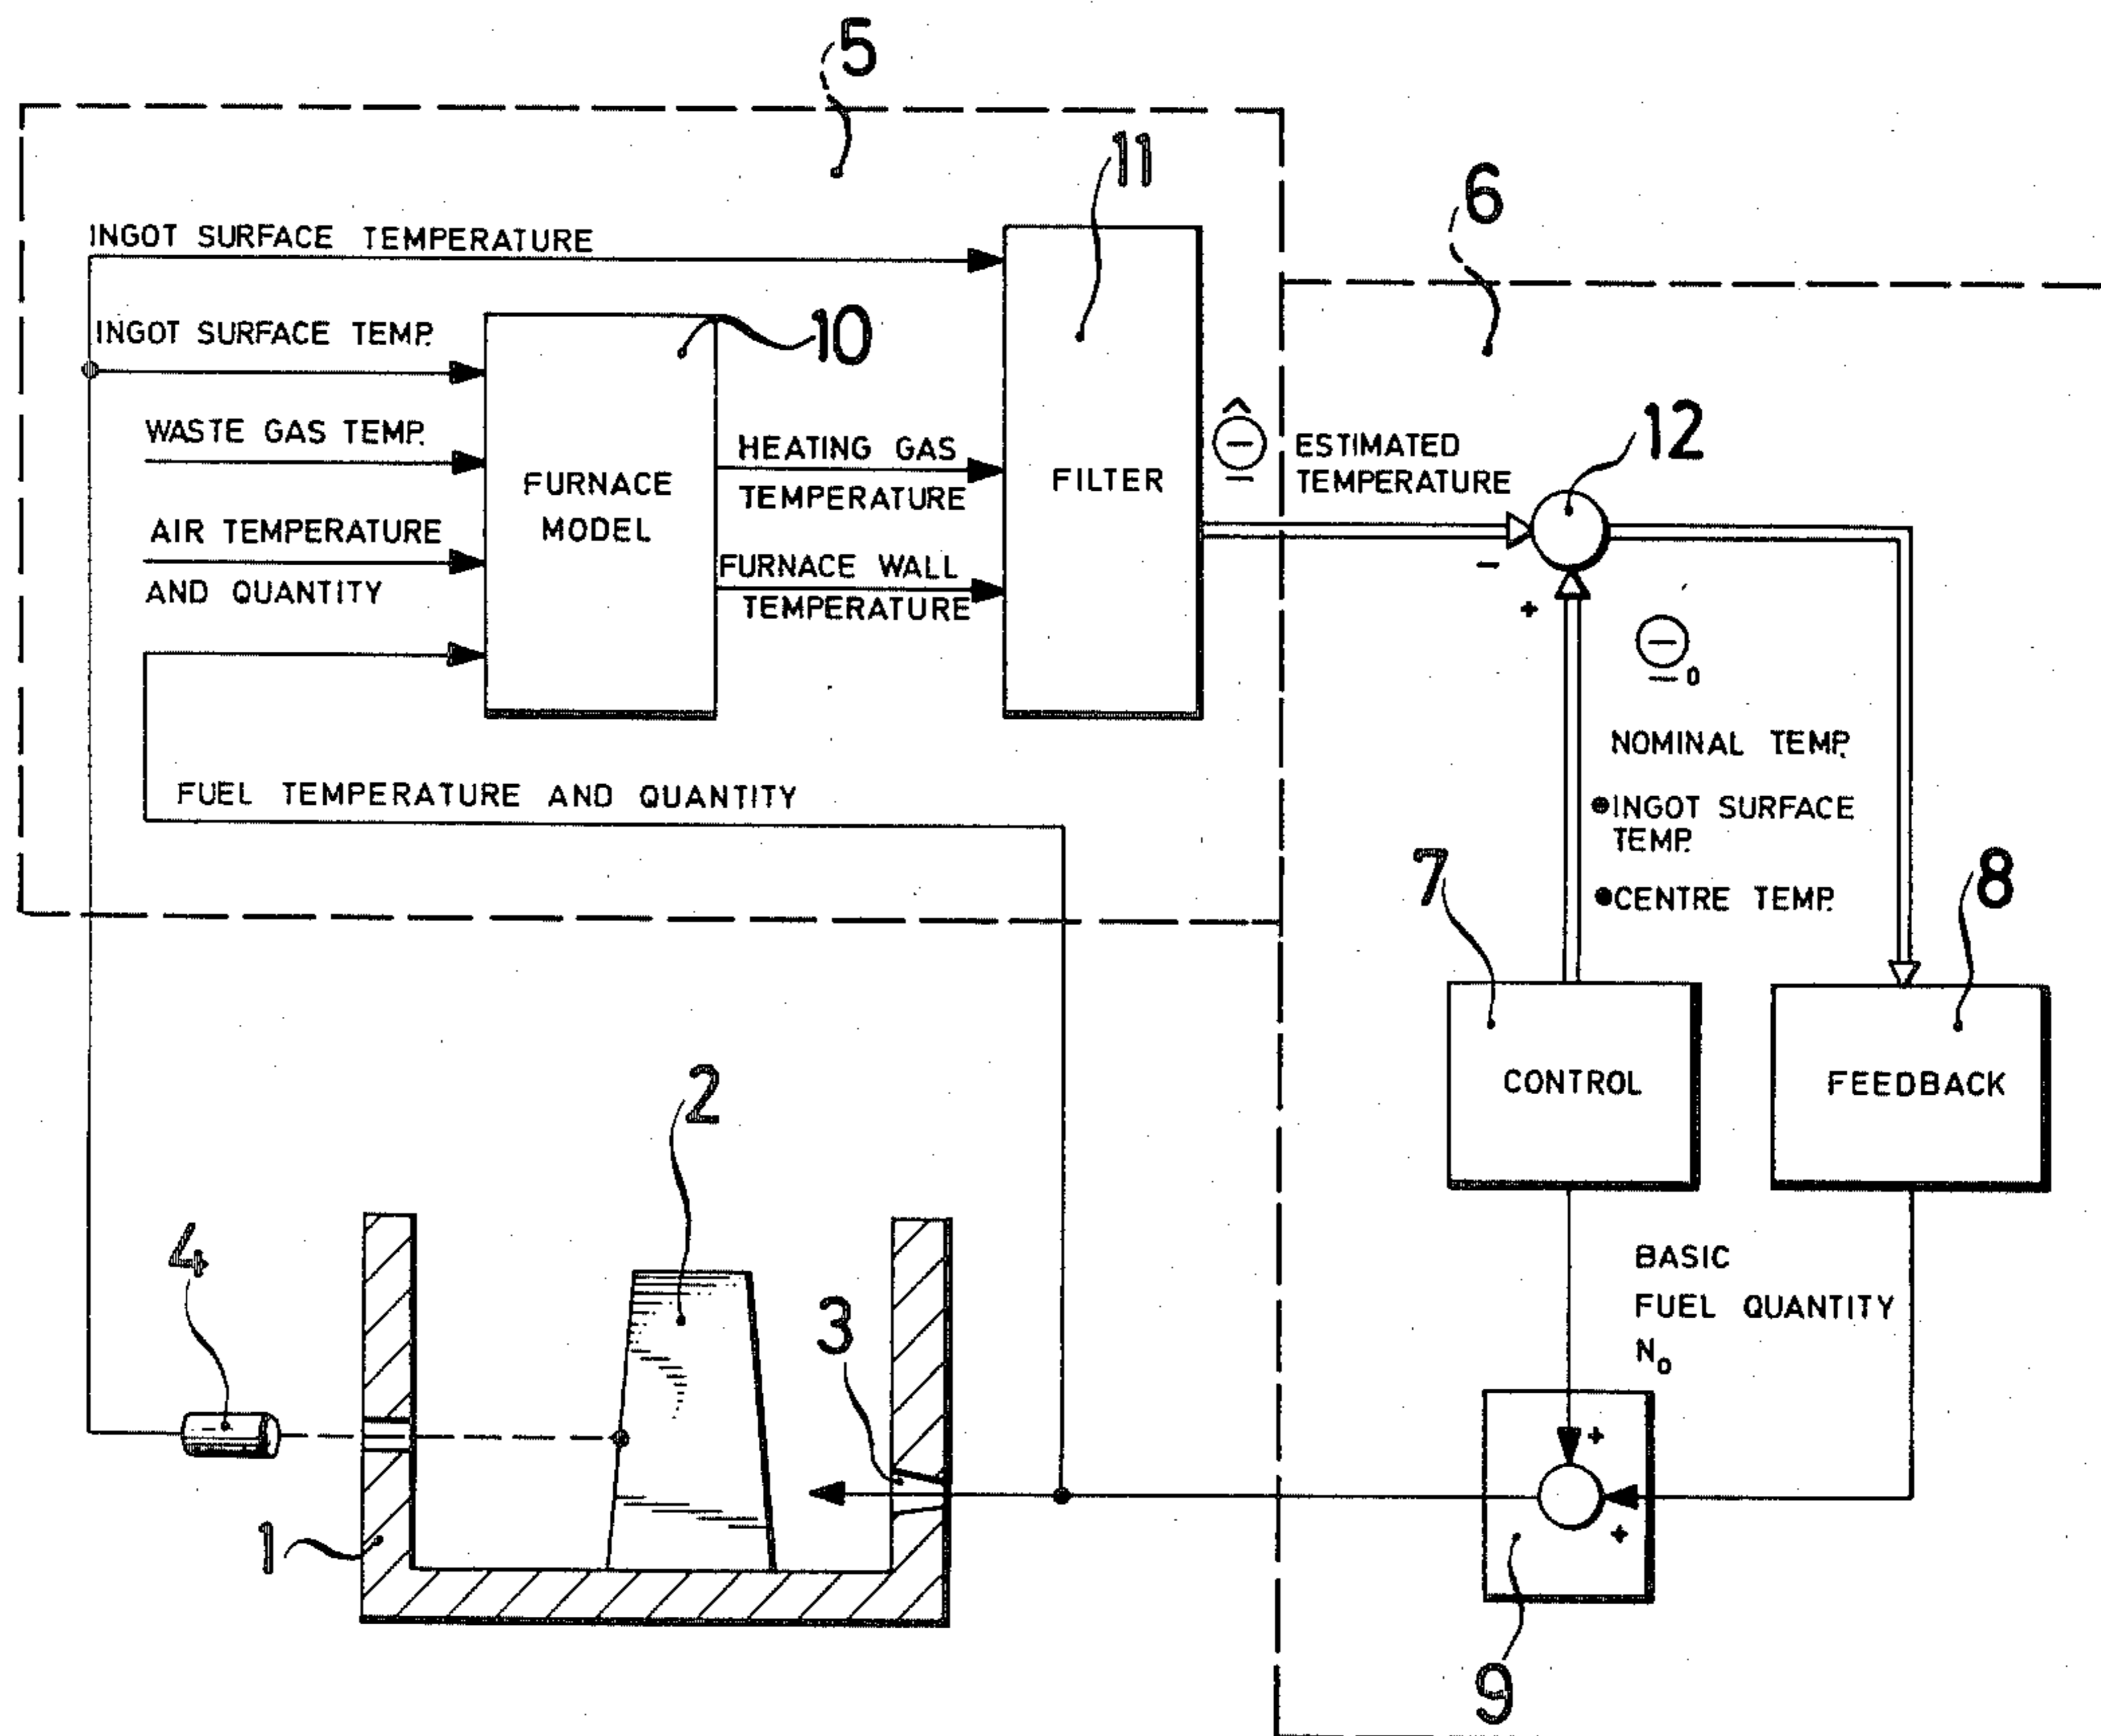 5
11
6
INGOT SURFACE TEMPERATURE
INGOT SURFACE TEMP.
10
WASTE GAS TEMP.
AIR TEMPERATURE
AND QUANTITY
FURNACE
MODEL
HEATING GAS
TEMPERATURE
FURNACE WALL
TEMPERATURE
FILTER
Θ̂
ESTIMATED
TEMPERATURE
12
-
+
Θ₀
NOMINAL TEMP.
•INGOT SURFACE
TEMP.
•CENTRE TEMP.
FUEL TEMPERATURE AND QUANTITY
7
8
CONTROL
FEEDBACK
2
4
3
1
BASIC
FUEL QUANTITY
N₀
+
+
9